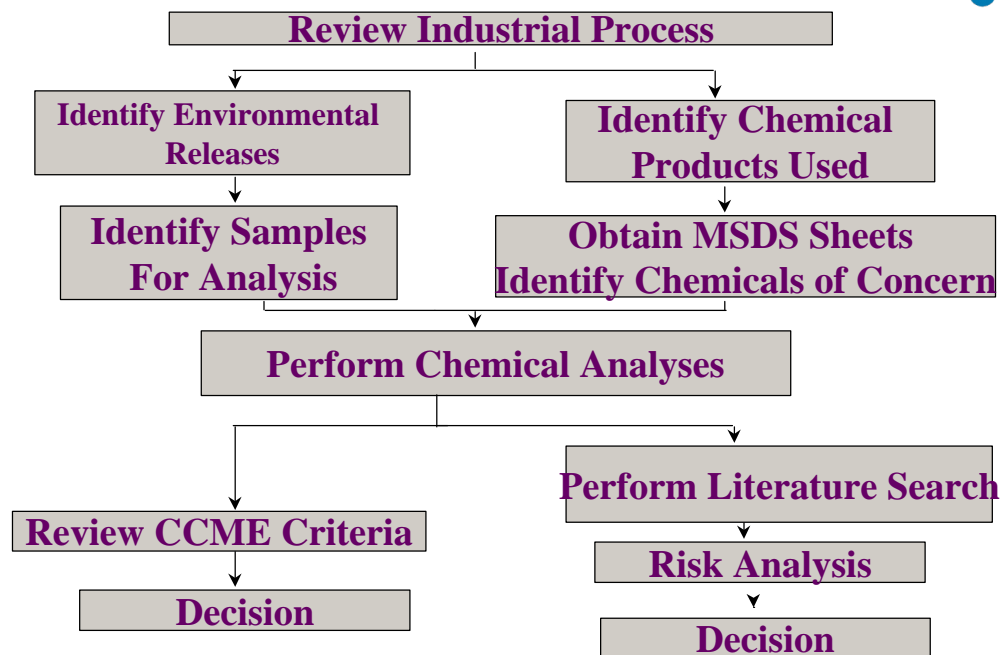 Review Industrial Process
Identify Environmental
Releases
Identify Chemical
Products Used
Identify Samples
For Analysis
Obtain MSDS Sheets
Identify Chemicals of Concern
Perform Chemical Analyses
Perform Literature Search
Review CCME Criteria
Risk Analysis
Decision
Decision